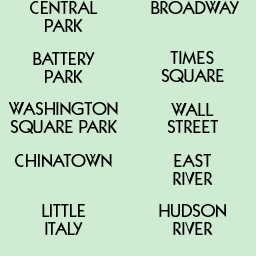 CENTRAL
PARK
BROADWAY
BATTERY
PARK
TIMES
SQUARE
WASHINGTON
SQUARE PARK
WALL
STREET
CHINATOWN
EAST
RIVER
LITTLE
ITALY
HUDSON
RIVER